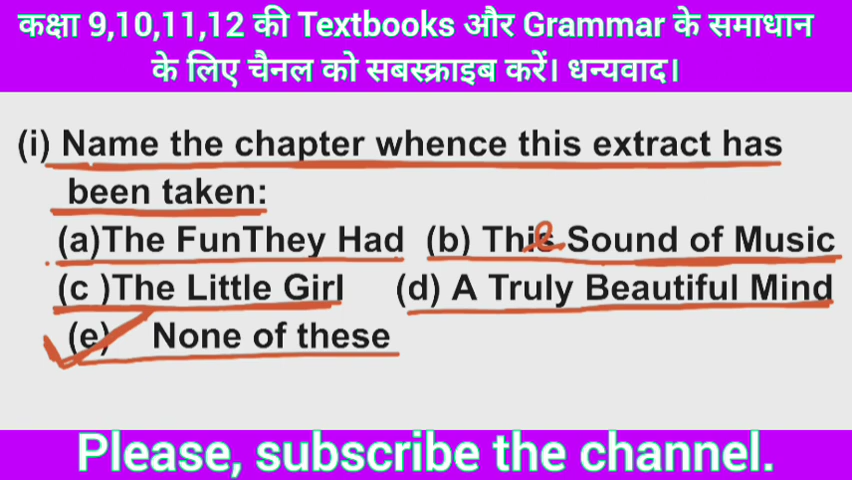 कक्षा 9,10,11,12 की Textbooks और Grammar के समाधान
के लिए चैनल को सबस्क्राइब करें। धन्यवाद।
(i) Name the chapter whence this extract has
been taken:
(a)The FunThey Had (b) This e Sound of Music
(c )The Little Girl (d) A Truly Beautiful Mind
(e) None of these
Please, subscribe the channel.